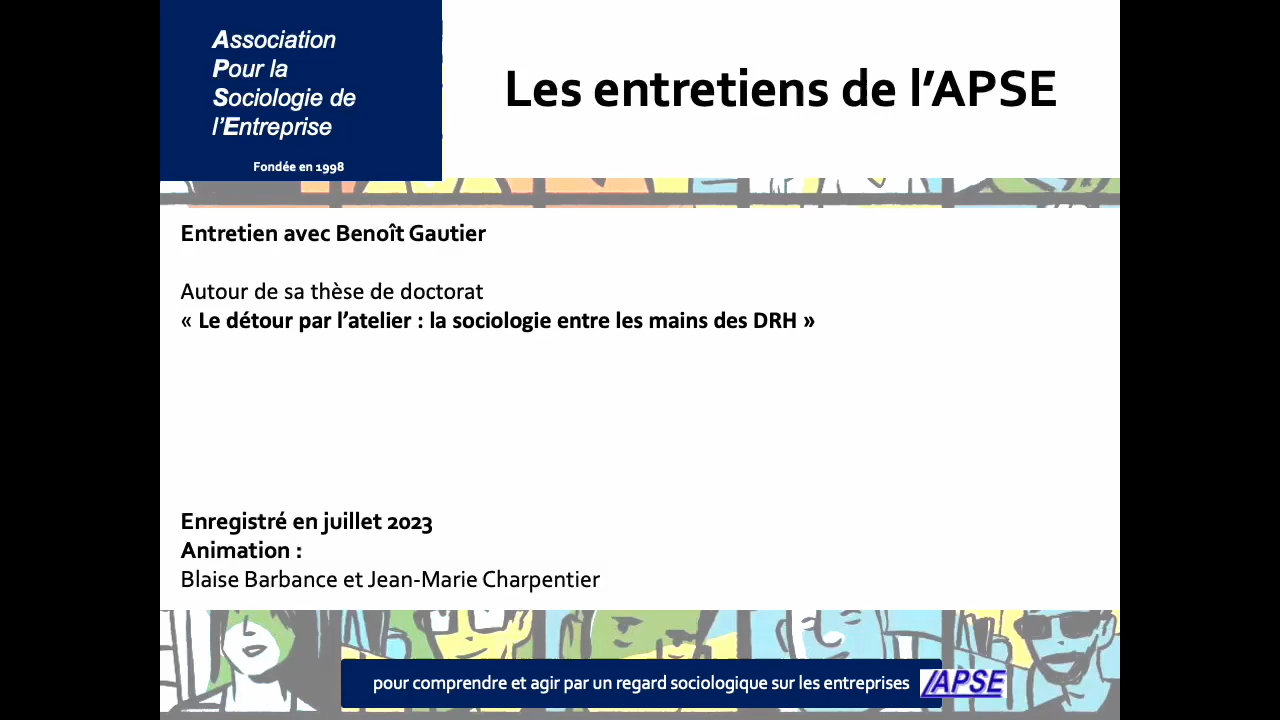 Association
Pour la
Sociologie de
l'Entreprise
Fondée en 1998
Les entretiens de l'APSE
Entretien avec Benoît Gautier
Autour de sa thèse de doctorat
« Le détour par l'atelier : la sociologie entre les mains des DRH »
Enregistré en juillet 2023
Animation :
Blaise Barbance et Jean-Marie Charpentier
pour comprendre et agir par un regard sociologique sur les entreprises
APSE